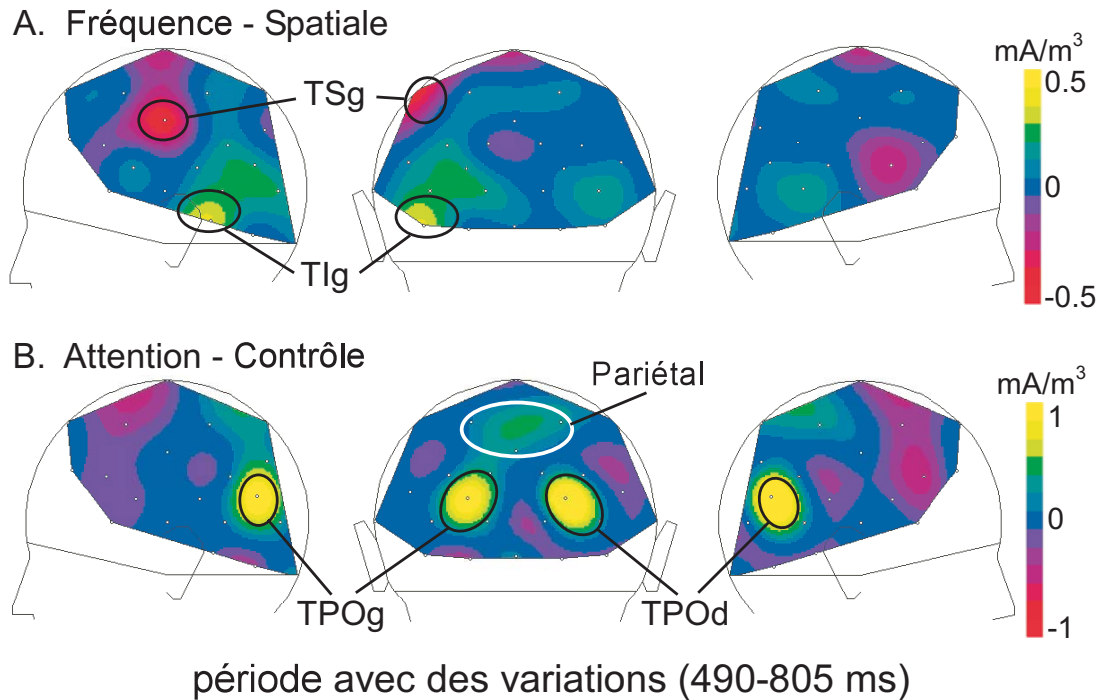 A. Fréquence - Spatiale
mA/m³
0.5
TSg
0
TIg
-0.5
B. Attention - Contrôle
Pariétal
mA/m³
1
0
TPOg
TPOd
-1
période avec des variations (490-805 ms)